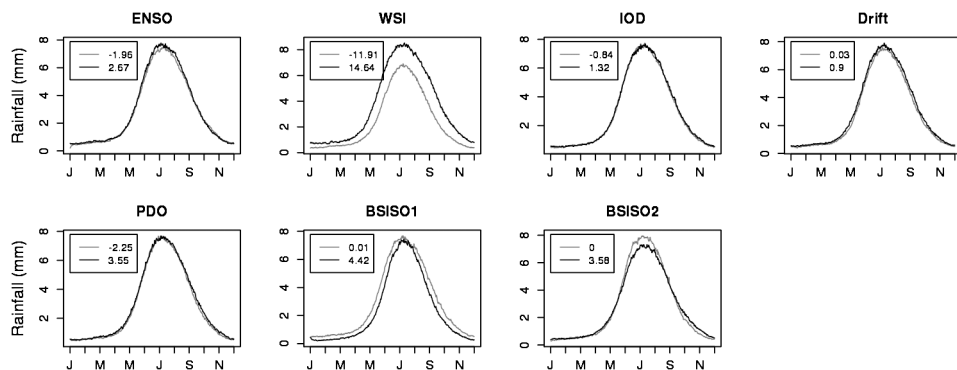 ENSO
WSI
IOD
Drift
Rainfall (mm)
8
6
4
2
0
-1.96
2.67
J M M J S N
8
6
4
2
0
-11.91
14.64
J M M J S N
8
6
4
2
-0.84
1.32
J M M J S N
8
6
4
2
0
0.03
0.9
J M M J S N
PDO
BSISO1
BSISO2
Rainfall (mm)
8
6
4
2
-2.25
3.55
J M M J S N
8
6
4
2
0
0.01
4.42
J M M J S N
8
6
4
2
0
0
3.58
J M M J S N